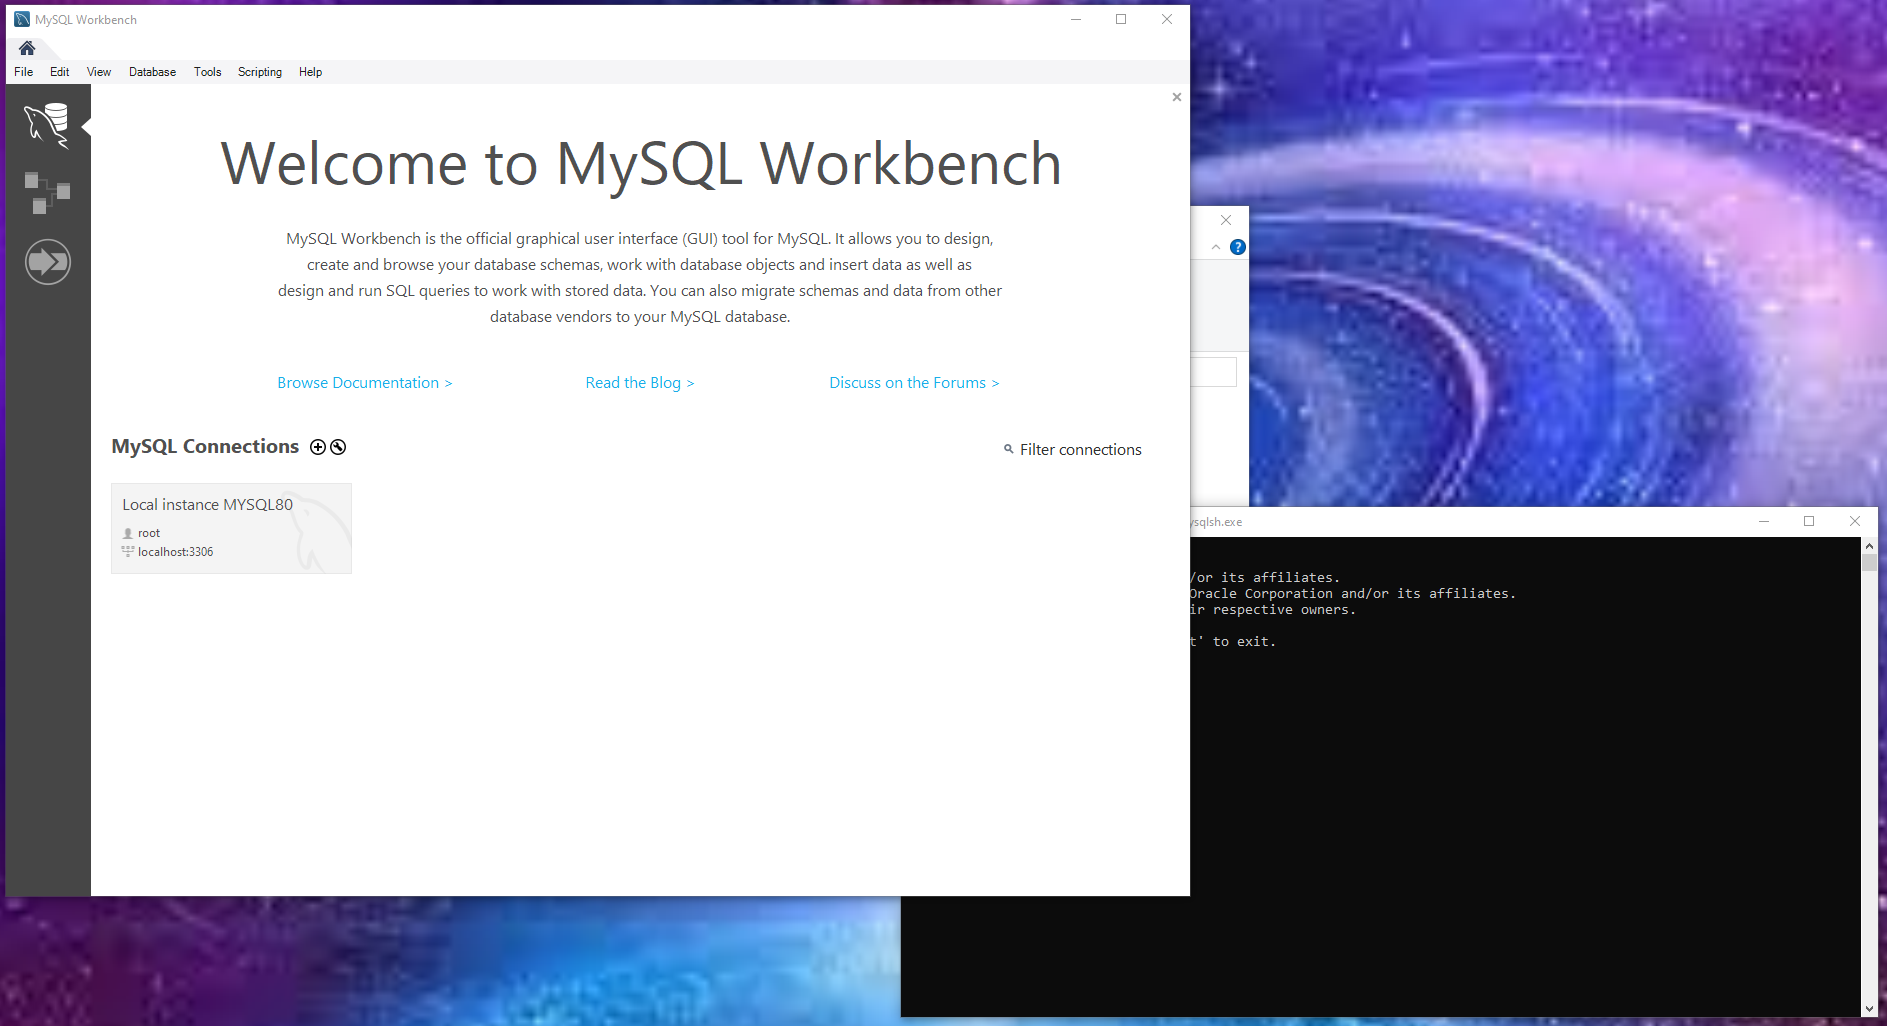 MySQL Workbench
File Edit View Database Tools Scripting Help
Welcome to MySQL Workbench
MySQL Workbench is the official graphical user interface (GUI) tool for MySQL. It allows you to design,
create and browse your database schemas, work with database objects and insert data as well as
design and run SQL queries to work with stored data. You can also migrate schemas and data from other
database vendors to your MySQL database.
Browse Documentation > Read the Blog > Discuss on the Forums >
MySQL Connections
Filter connections
Local instance MYSQL80
root
localhost:3306
?
ysqlsh.exe
/or its affiliates.
Oracle Corporation and/or its affiliates.
ir respective owners.
t' to exit.